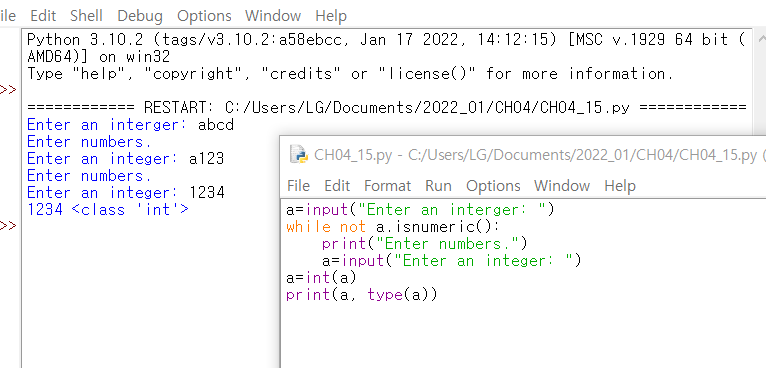 ile Edit Shell Debug Options Window Help
Python 3.10.2 (tags/v3.10.2:a58ebcc, Jan 17 2022, 14:12:15) [MSC v.1929 64 bit (
AMD64)] on win32
Type "help", "copyright", "credits" or "license()" for more information.
>>
============ RESTART: C:/Users/LG/Documents/2022_01/CH04/CH04_15.py ============
Enter an interger: abcd
Enter numbers.
Enter an integer: a123
Enter numbers.
Enter an integer: 1234
1234 <class 'int'>
>>
CH04_15.py - C:/Users/LG/Documents/2022_01/CH04/CH04_15.py (
File Edit Format Run Options Window Help
a=input("Enter an interger: ")
while not a.isnumeric():
    print("Enter numbers.")
    a=input("Enter an integer: ")
a=int(a)
print(a, type(a))